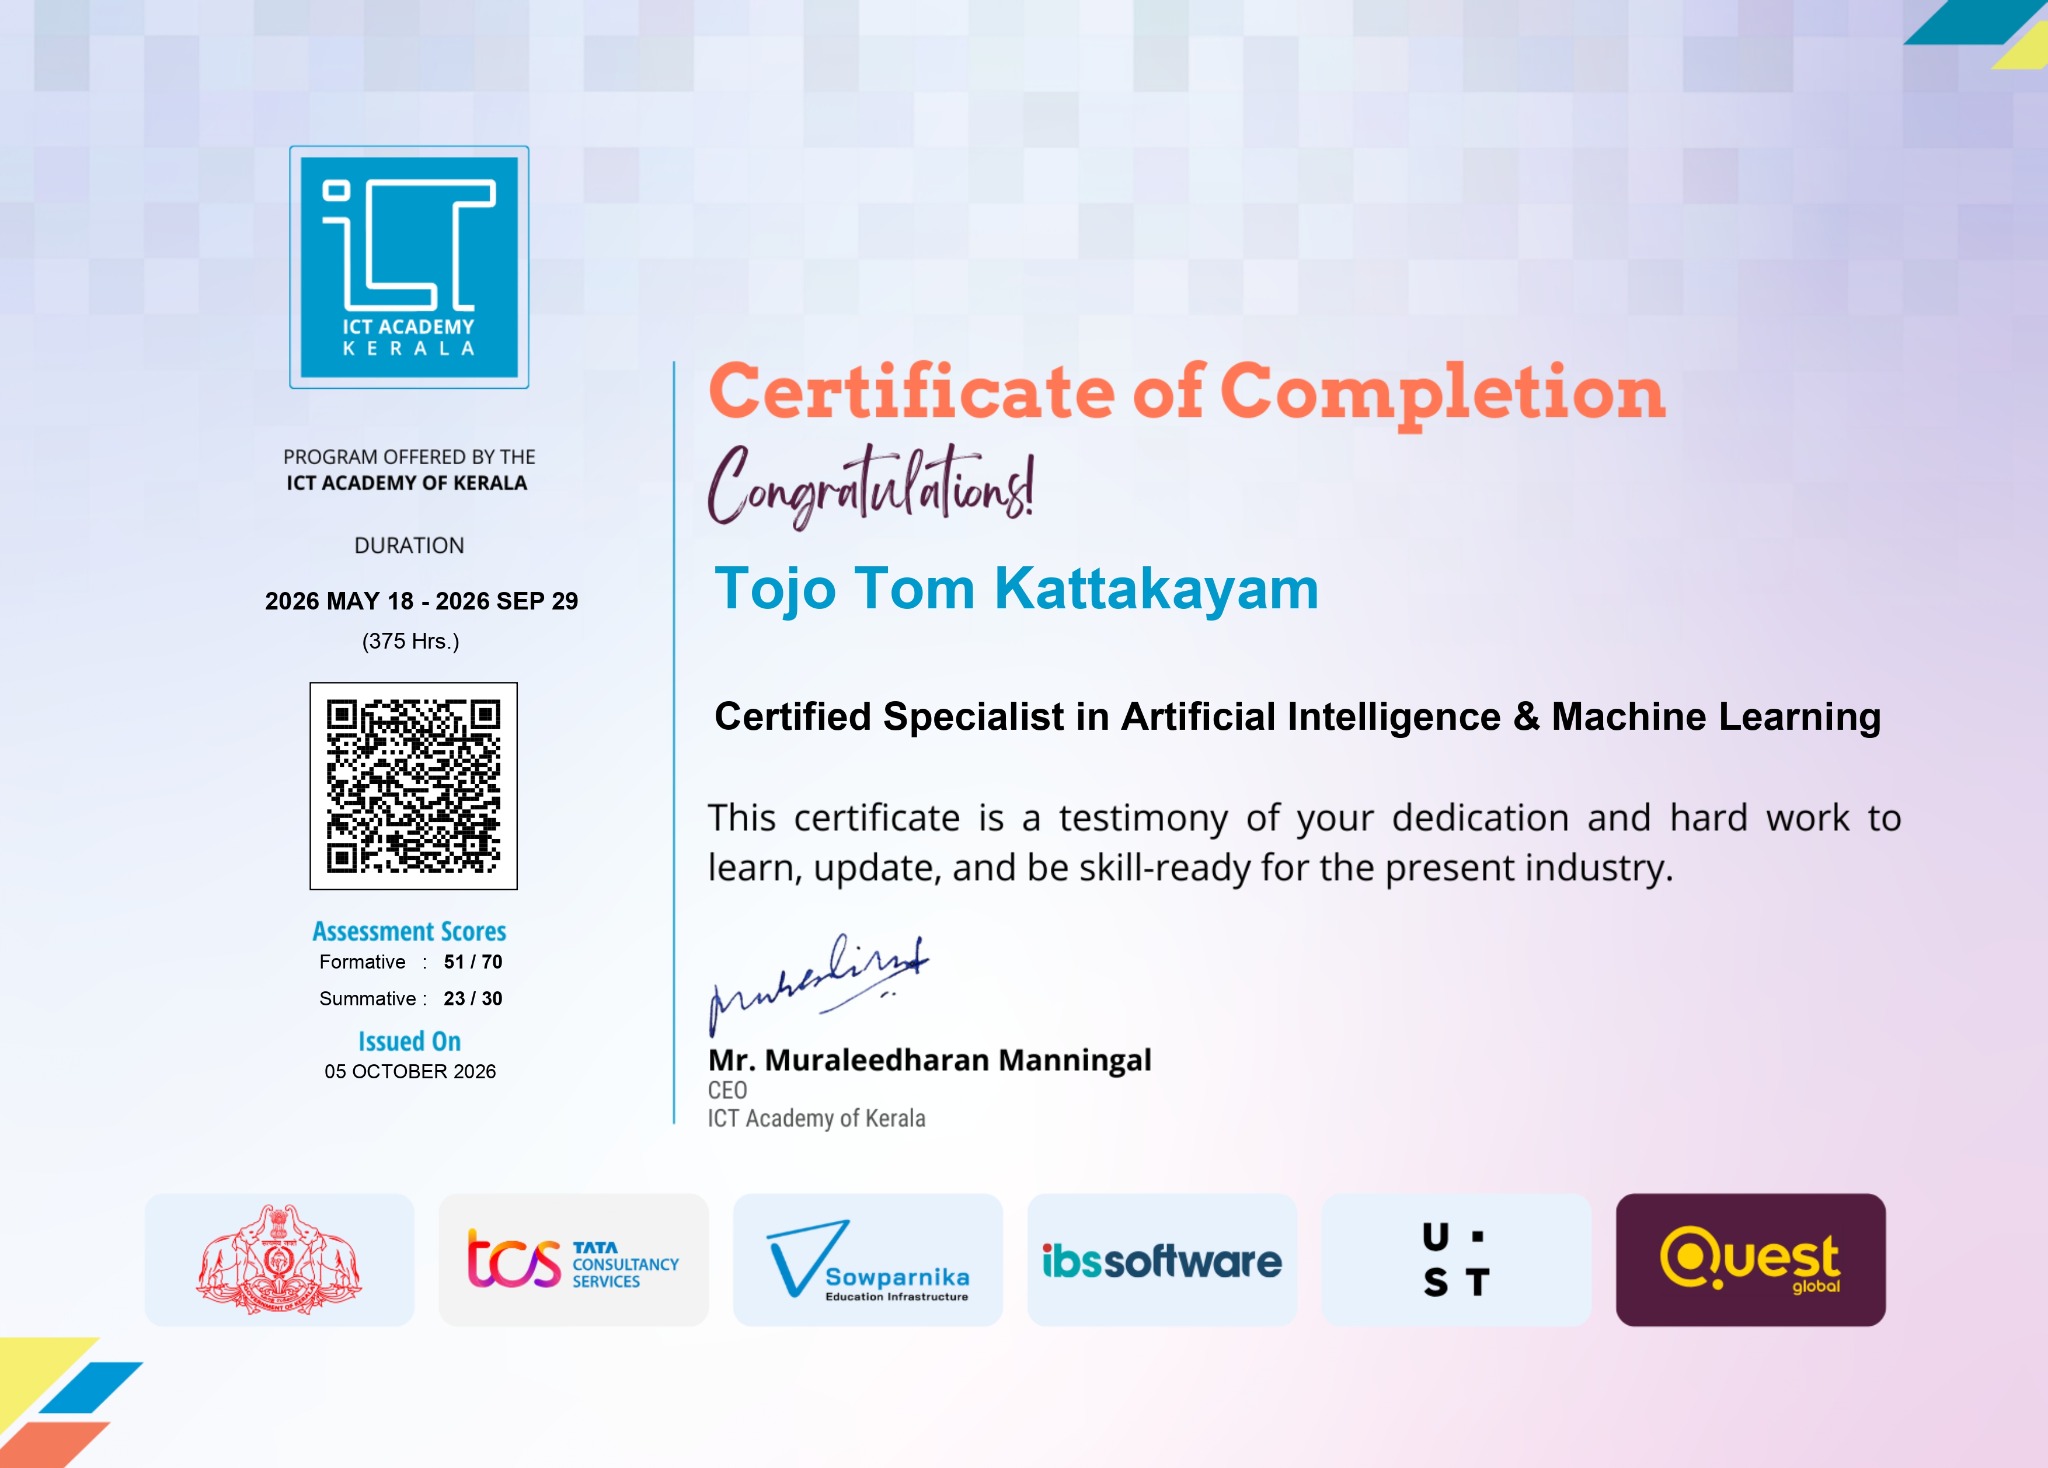 ICT ACADEMY
KERALA
PROGRAM OFFERED BY THE
ICT ACADEMY OF KERALA
DURATION
2026 MAY 18 - 2026 SEP 29
(375 Hrs.)
Assessment Scores
Formative : 51 / 70
Summative : 23 / 30
Issued On
05 OCTOBER 2026
Certificate of Completion
Congratulations!
Tojo Tom Kattakayam
Certified Specialist in Artificial Intelligence & Machine Learning
This certificate is a testimony of your dedication and hard work to
learn, update, and be skill-ready for the present industry.
Mr. Muraleedharan Manningal
CEO
ICT Academy of Kerala
tcs TATA
CONSULTANCY
SERVICES
Sowparnika
Education Infrastructure
ibssoftware
U ·
S T
Quest
global